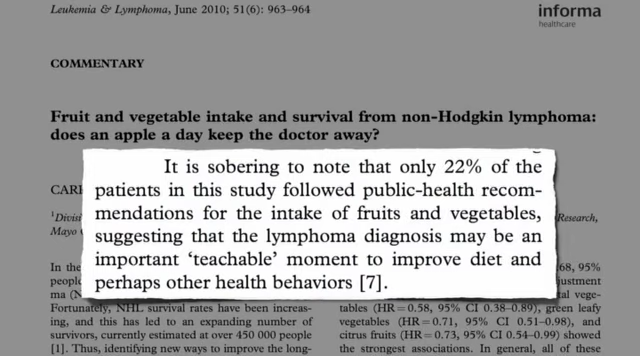 Leukemia & Lymphoma, June 2010; 51(6): 963–964
informa
healthcare
COMMENTARY
Fruit and vegetable intake and survival from non-Hodgkin lymphoma:
does an apple a day keep the doctor away?
It is sobering to note that only 22% of the
patients in this study followed public-health recom-
mendations for the intake of fruits and vegetables,
suggesting that the lymphoma diagnosis may be an
important ‘teachable’ moment to improve diet and
perhaps other health behaviors [7].
Research,
Mayo
In the
Fortunately, NHL survival rates have been increas-
ing, and this has led to an expanding number of
survivors, currently estimated at over 450 000 people
[1]. Thus, identifying new ways to improve the long-
68, 95%
tables (HR = 0.58, 95% CI 0.38–0.89), green leafy
vegetables (HR = 0.71, 95% CI 0.51–0.98), and
citrus fruits (HR = 0.73, 95% CI 0.54–0.99) showed
the strongest associations. In general, all of these